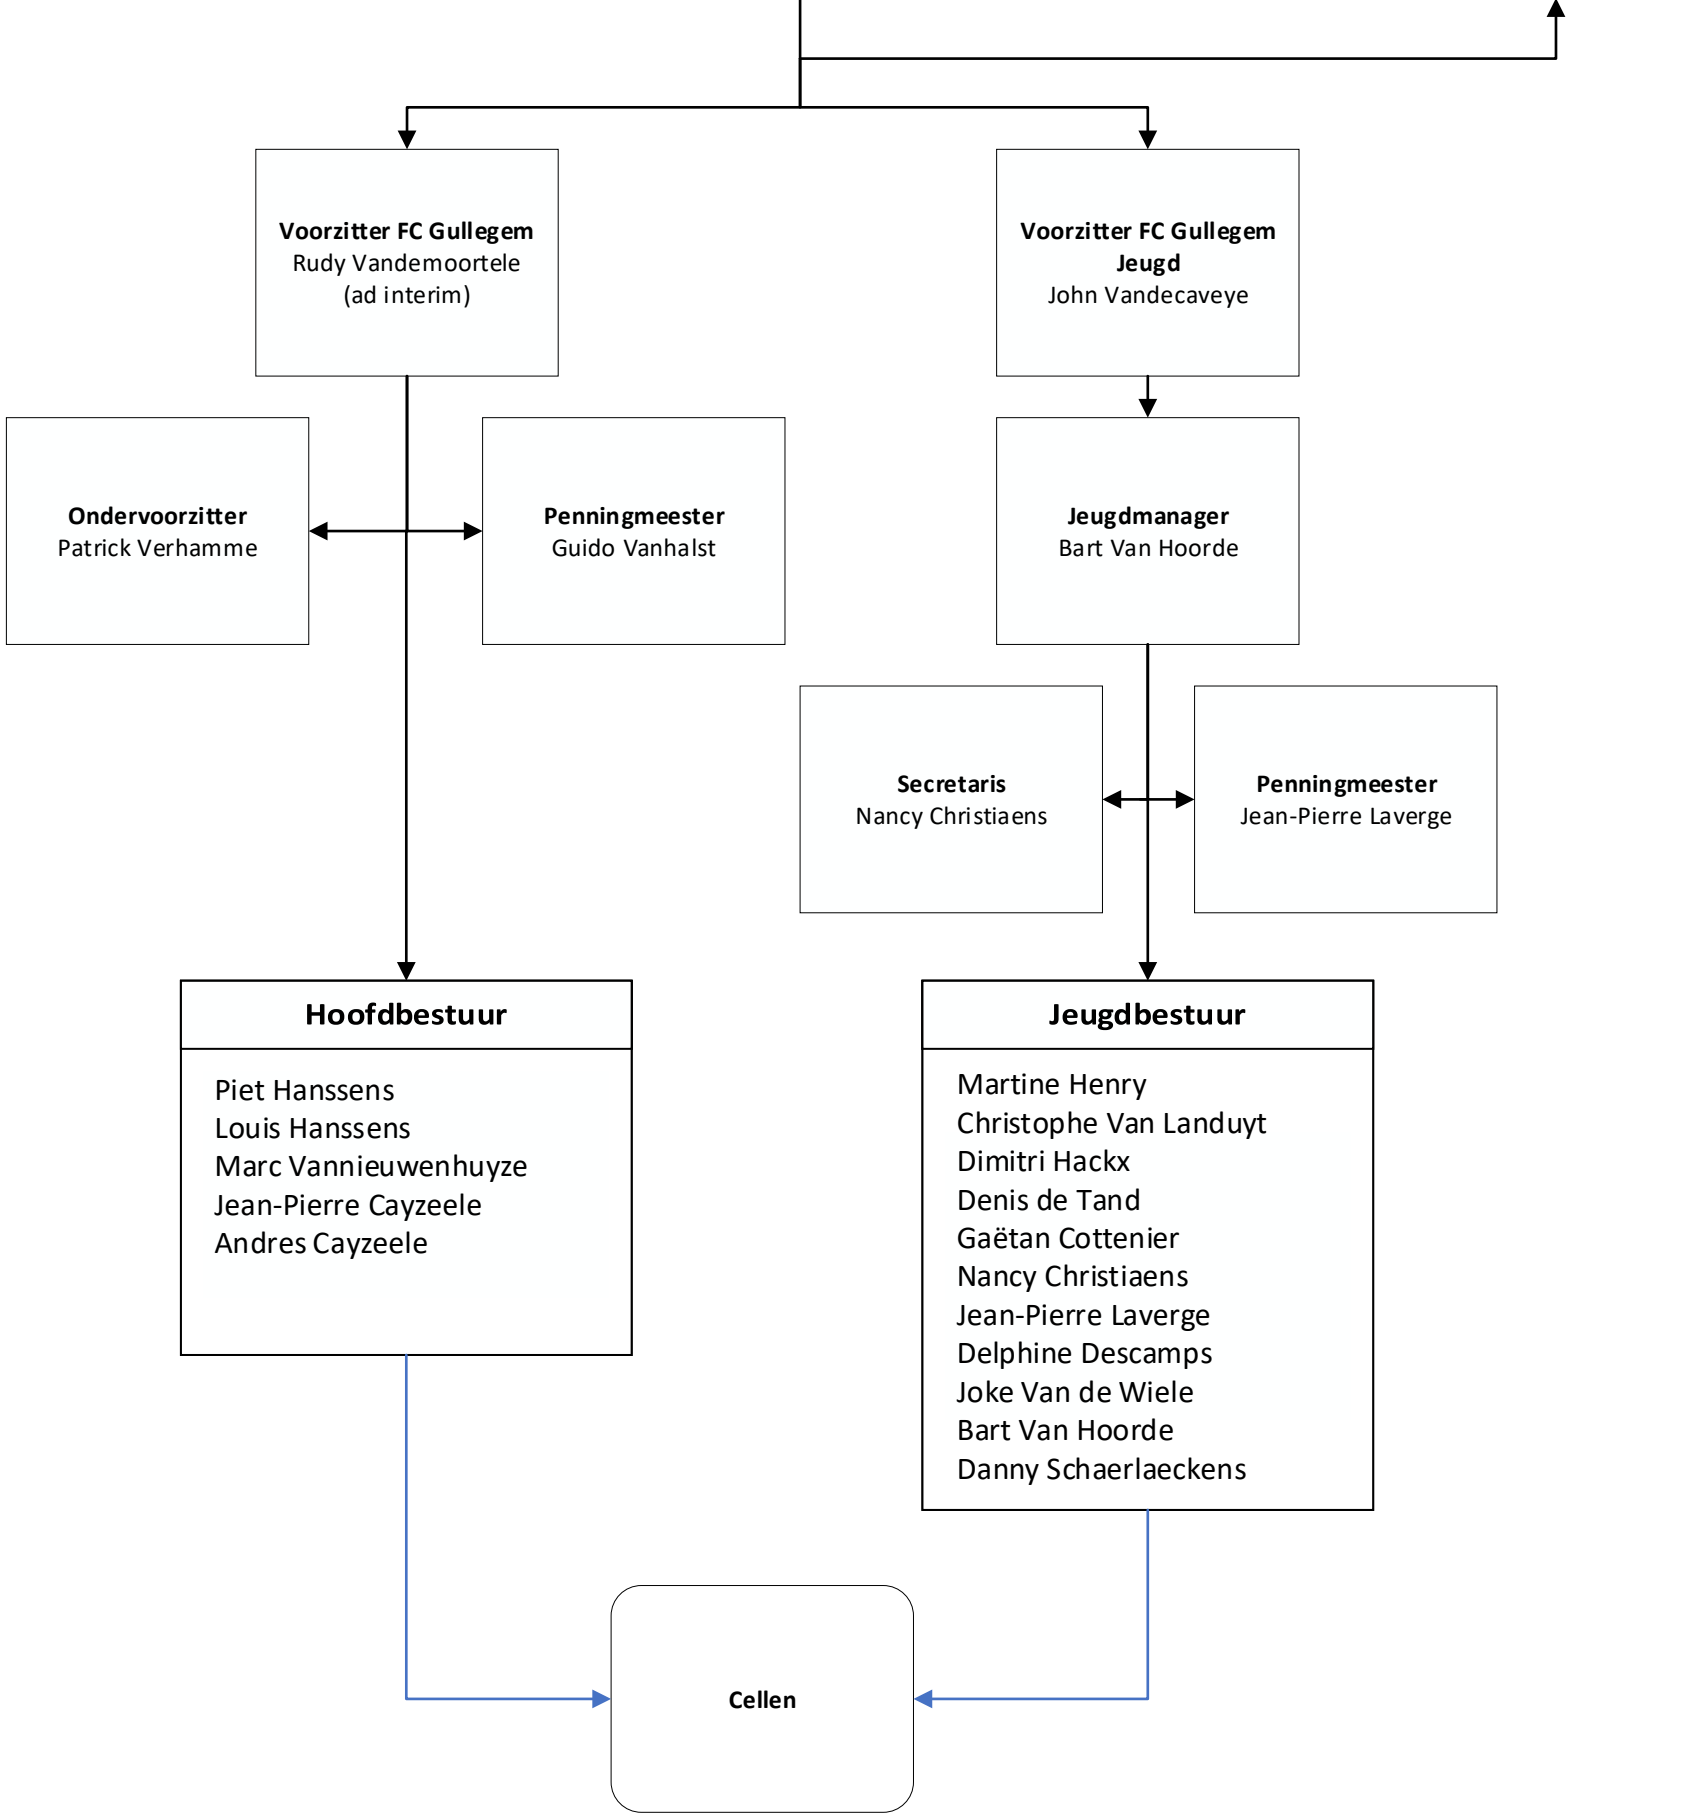 Voorzitter FC Gullegem
Rudy Vandemoortele
(ad interim)
Voorzitter FC Gullegem
Jeugd
John Vandecaveye
Ondervoorzitter
Patrick Verhamme
Penningmeester
Guido Vanhalst
Jeugdmanager
Bart Van Hoorde
Secretaris
Nancy Christiaens
Penningmeester
Jean-Pierre Laverge
Hoofdbestuur
Piet Hanssens
Louis Hanssens
Marc Vannieuwenhuyze
Jean-Pierre Cayzeele
Andres Cayzeele
Jeugdbestuur
Martine Henry
Christophe Van Landuyt
Dimitri Hackx
Denis de Tand
Gaëtan Cottenier
Nancy Christiaens
Jean-Pierre Laverge
Delphine Descamps
Joke Van de Wiele
Bart Van Hoorde
Danny Schaerlaeckens
Cellen